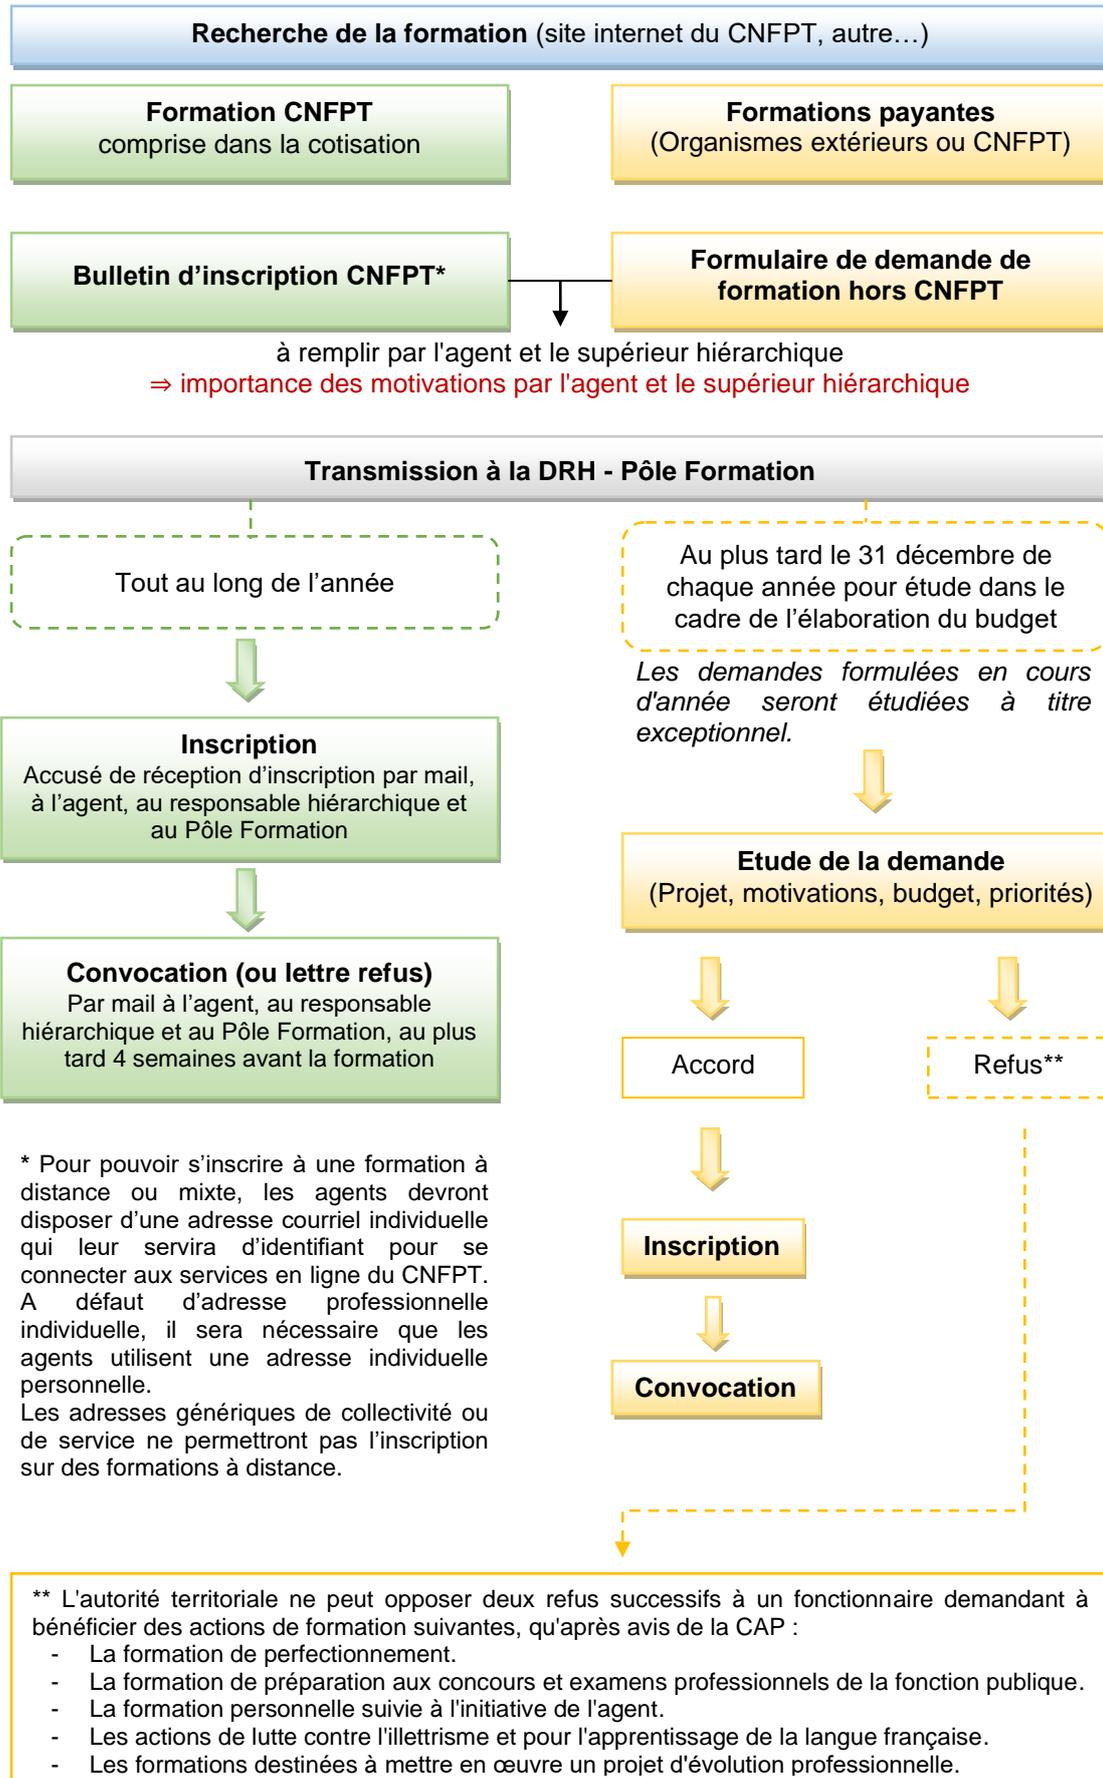 Recherche de la formation (site internet du CNFPT, autre…)
Formation CNFPT
comprise dans la cotisation
Formations payantes
(Organismes extérieurs ou CNFPT)
Bulletin d’inscription CNFPT*
Formulaire de demande de
formation hors CNFPT
à remplir par l'agent et le supérieur hiérarchique
⇒ importance des motivations par l'agent et le supérieur hiérarchique
Transmission à la DRH - Pôle Formation
Tout au long de l’année
Inscription
Accusé de réception d’inscription par mail,
à l’agent, au responsable hiérarchique et
au Pôle Formation
Convocation (ou lettre refus)
Par mail à l’agent, au responsable
hiérarchique et au Pôle Formation, au plus
tard 4 semaines avant la formation
* Pour pouvoir s’inscrire à une formation à
distance ou mixte, les agents devront
disposer d’une adresse courriel individuelle
qui leur servira d’identifiant pour se
connecter aux services en ligne du CNFPT.
A défaut d’adresse professionnelle
individuelle, il sera nécessaire que les
agents utilisent une adresse individuelle
personnelle.
Les adresses génériques de collectivité ou
de service ne permettront pas l’inscription
sur des formations à distance.
Au plus tard le 31 décembre de
chaque année pour étude dans le
cadre de l’élaboration du budget
Les demandes formulées en cours
d'année seront étudiées à titre
exceptionnel.
Etude de la demande
(Projet, motivations, budget, priorités)
Accord
Refus**
Inscription
Convocation
** L'autorité territoriale ne peut opposer deux refus successifs à un fonctionnaire demandant à
bénéficier des actions de formation suivantes, qu'après avis de la CAP :
- La formation de perfectionnement.
- La formation de préparation aux concours et examens professionnels de la fonction publique.
- La formation personnelle suivie à l'initiative de l'agent.
- Les actions de lutte contre l'illettrisme et pour l'apprentissage de la langue française.
- Les formations destinées à mettre en œuvre un projet d'évolution professionnelle.